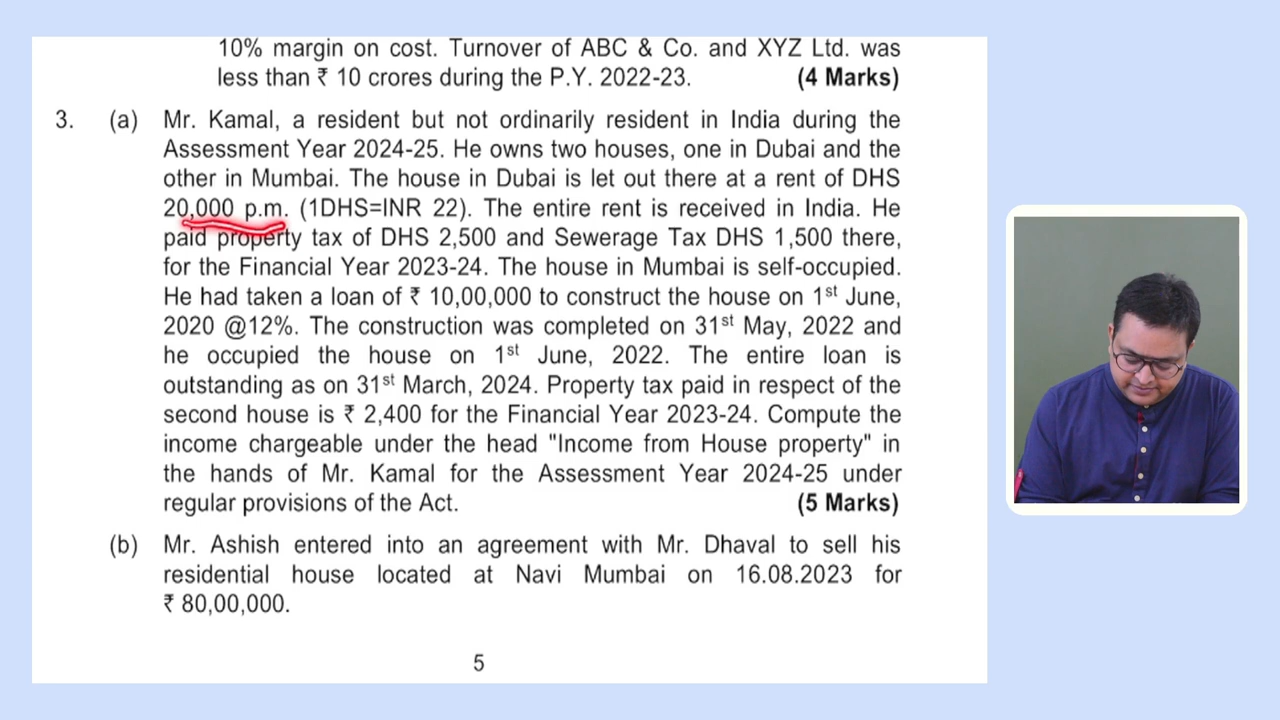 10% margin on cost. Turnover of ABC & Co. and XYZ Ltd. was
less than ₹ 10 crores during the P.Y. 2022-23. (4 Marks)
3. (a) Mr. Kamal, a resident but not ordinarily resident in India during the
Assessment Year 2024-25. He owns two houses, one in Dubai and the
other in Mumbai. The house in Dubai is let out there at a rent of DHS
20,000 p.m. (1DHS=INR 22). The entire rent is received in India. He
paid property tax of DHS 2,500 and Sewerage Tax DHS 1,500 there,
for the Financial Year 2023-24. The house in Mumbai is self-occupied.
He had taken a loan of ₹ 10,00,000 to construct the house on 1st June,
2020 @12%. The construction was completed on 31st May, 2022 and
he occupied the house on 1st June, 2022. The entire loan is
outstanding as on 31st March, 2024. Property tax paid in respect of the
second house is ₹ 2,400 for the Financial Year 2023-24. Compute the
income chargeable under the head "Income from House property" in
the hands of Mr. Kamal for the Assessment Year 2024-25 under
regular provisions of the Act. (5 Marks)
(b) Mr. Ashish entered into an agreement with Mr. Dhaval to sell his
residential house located at Navi Mumbai on 16.08.2023 for
₹ 80,00,000.
5